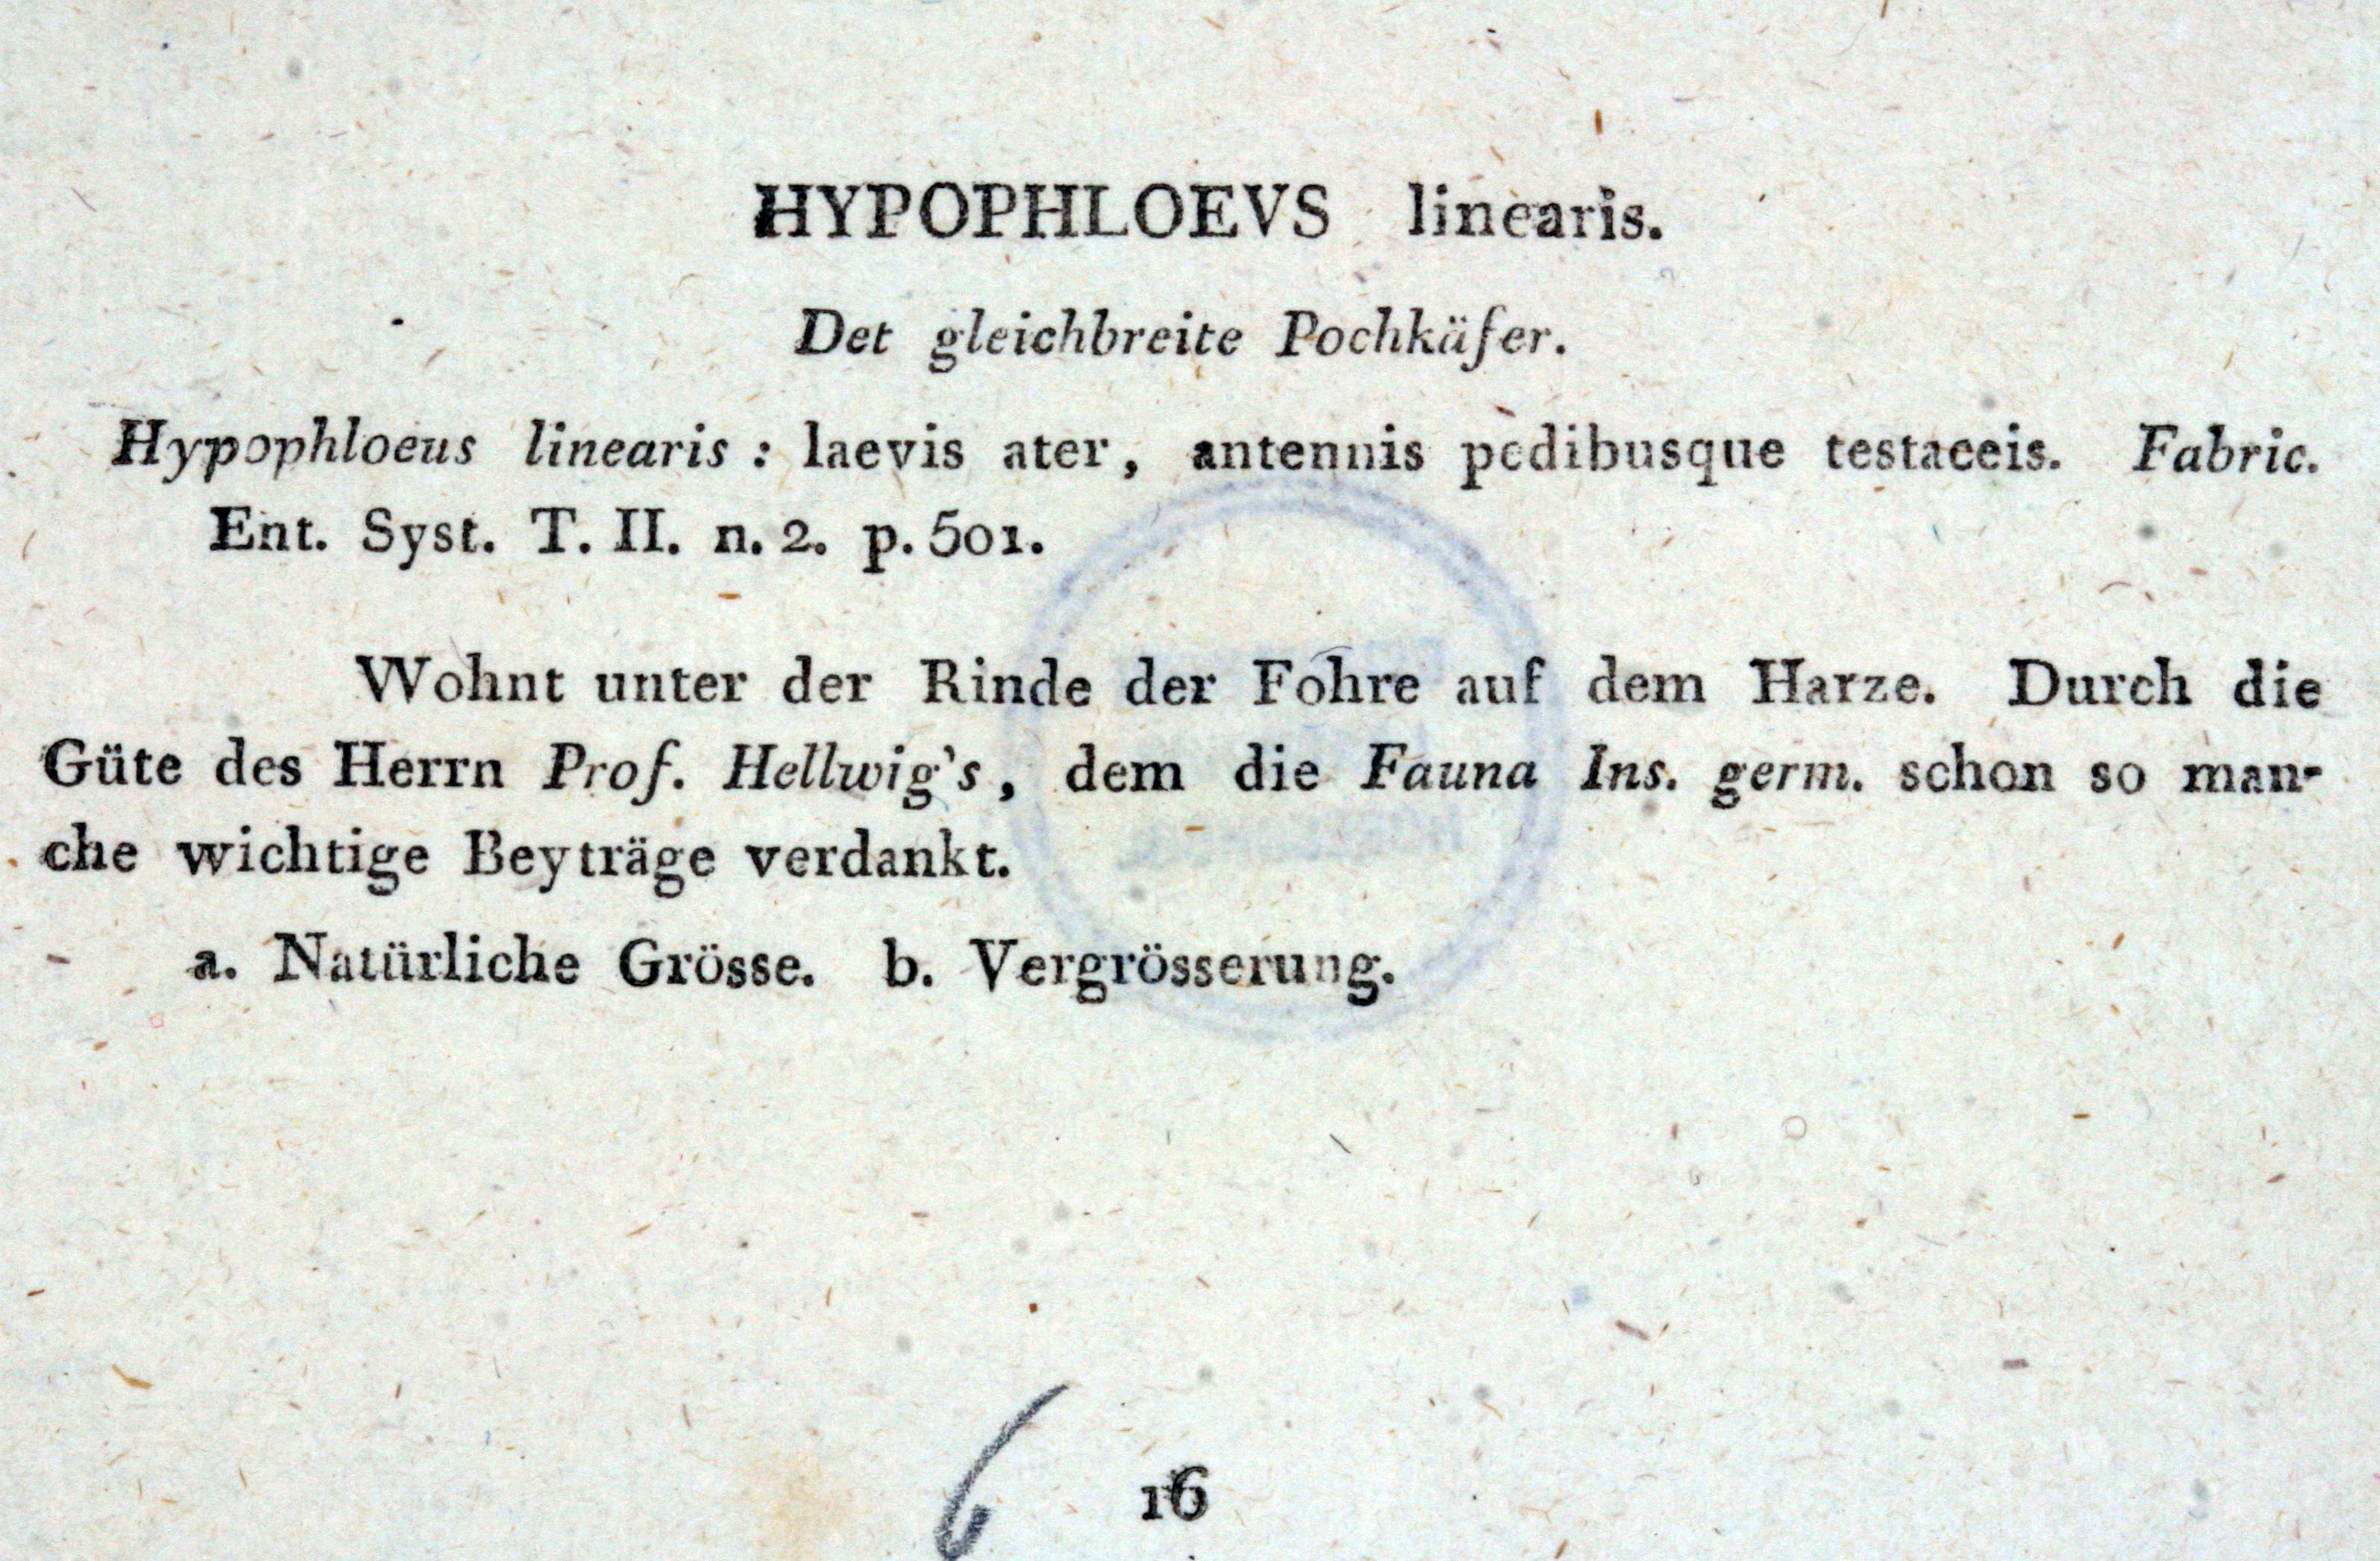 HYPOPHLOEVS linearis.
Det gleichbreite Pochkäfer.
Hypophloeus linearis : laevis ater, antennis pedibusque testaceis. Fabric.
Ent. Syst. T. II. n. 2. p. 501.
Wohnt unter der Rinde der Fohre auf dem Harze. Durch die
Güte des Herrn Prof. Hellwig's, dem die Fauna Ins. germ. schon so man-
che wichtige Beyträge verdankt.
a. Natürliche Grösse. b. Vergrösserung.
6
16